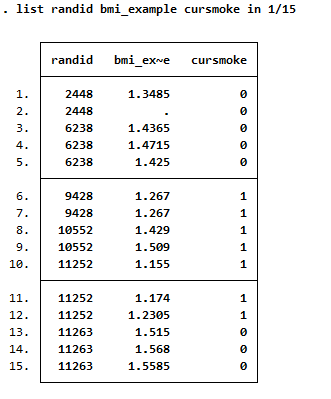 . list randid bmi_example cursmoke in 1/15
randid bmi_ex~e cursmoke
1. 2448 1.3485 0
2. 2448 . 0
3. 6238 1.4365 0
4. 6238 1.4715 0
5. 6238 1.425 0
6. 9428 1.267 1
7. 9428 1.267 1
8. 10552 1.429 1
9. 10552 1.509 1
10. 11252 1.155 1
11. 11252 1.174 1
12. 11252 1.2305 1
13. 11263 1.515 0
14. 11263 1.568 0
15. 11263 1.5585 0